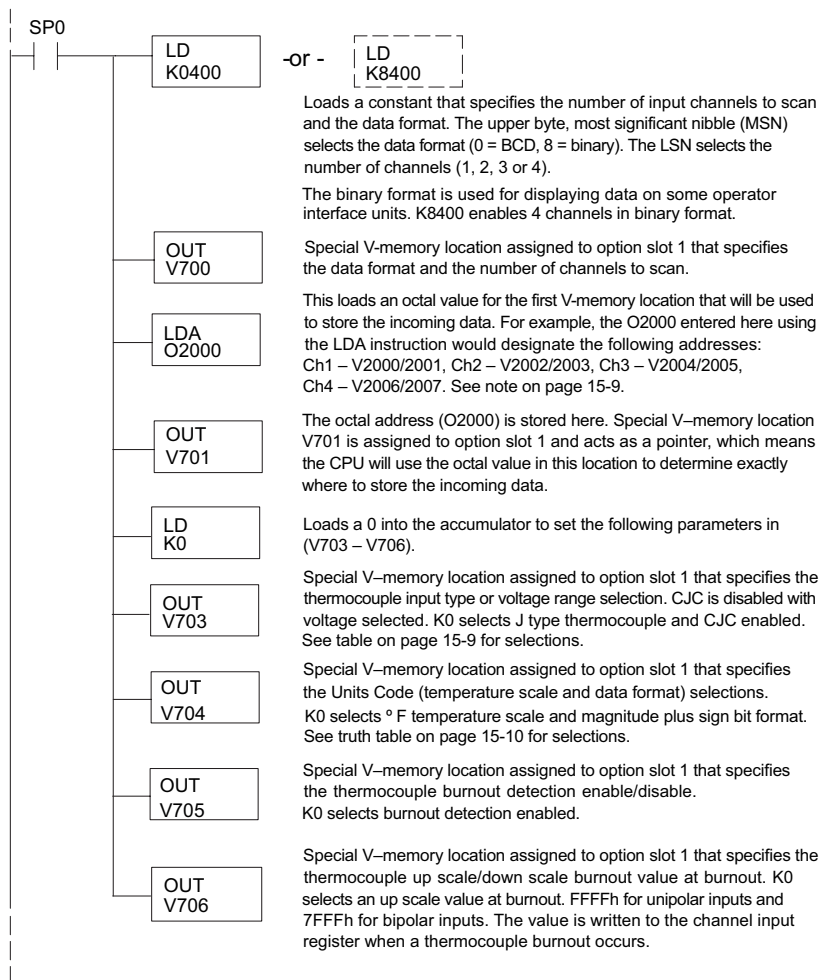 SP0
LD
K0400
-or -
LD
K8400
Loads a constant that specifies the number of input channels to scan
and the data format. The upper byte, most significant nibble (MSN)
selects the data format (0 = BCD, 8 = binary). The LSN selects the
number of channels (1, 2, 3 or 4).
The binary format is used for displaying data on some operator
interface units. K8400 enables 4 channels in binary format.
OUT
V700
Special V-memory location assigned to option slot 1 that specifies
the data format and the number of channels to scan.
LDA
O2000
This loads an octal value for the first V-memory location that will be used
to store the incoming data. For example, the O2000 entered here using
the LDA instruction would designate the following addresses:
Ch1 – V2000/2001, Ch2 – V2002/2003, Ch3 – V2004/2005,
Ch4 – V2006/2007. See note on page 15-9.
OUT
V701
The octal address (O2000) is stored here. Special V–memory location
V701 is assigned to option slot 1 and acts as a pointer, which means
the CPU will use the octal value in this location to determine exactly
where to store the incoming data.
LD
K0
Loads a 0 into the accumulator to set the following parameters in
(V703 – V706).
OUT
V703
Special V–memory location assigned to option slot 1 that specifies the
thermocouple input type or voltage range selection. CJC is disabled with
voltage selected. K0 selects J type thermocouple and CJC enabled.
See table on page 15-9 for selections.
OUT
V704
Special V–memory location assigned to option slot 1 that specifies
the Units Code (temperature scale and data format) selections.
K0 selects º F temperature scale and magnitude plus sign bit format.
See truth table on page 15-10 for selections.
OUT
V705
Special V–memory location assigned to option slot 1 that specifies
the thermocouple burnout detection enable/disable.
K0 selects burnout detection enabled.
OUT
V706
Special V–memory location assigned to option slot 1 that specifies the
thermocouple up scale/down scale burnout value at burnout. K0
selects an up scale value at burnout. FFFFh for unipolar inputs and
7FFFh for bipolar inputs. The value is written to the channel input
register when a thermocouple burnout occurs.